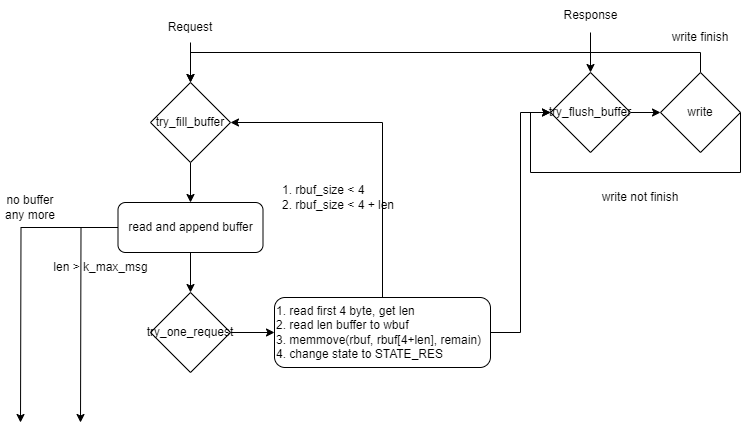 Request
Response
write finish
try_fill_buffer
try_flush_buffer
write
1. rbuf_size < 4
2. rbuf_size < 4 + len
no buffer
any more
write not finish
read and append buffer
len > k_max_msg
try_one_request
1. read first 4 byte, get len
2. read len buffer to wbuf
3. memmove(rbuf, rbuf[4+len], remain)
4. change state to STATE_RES